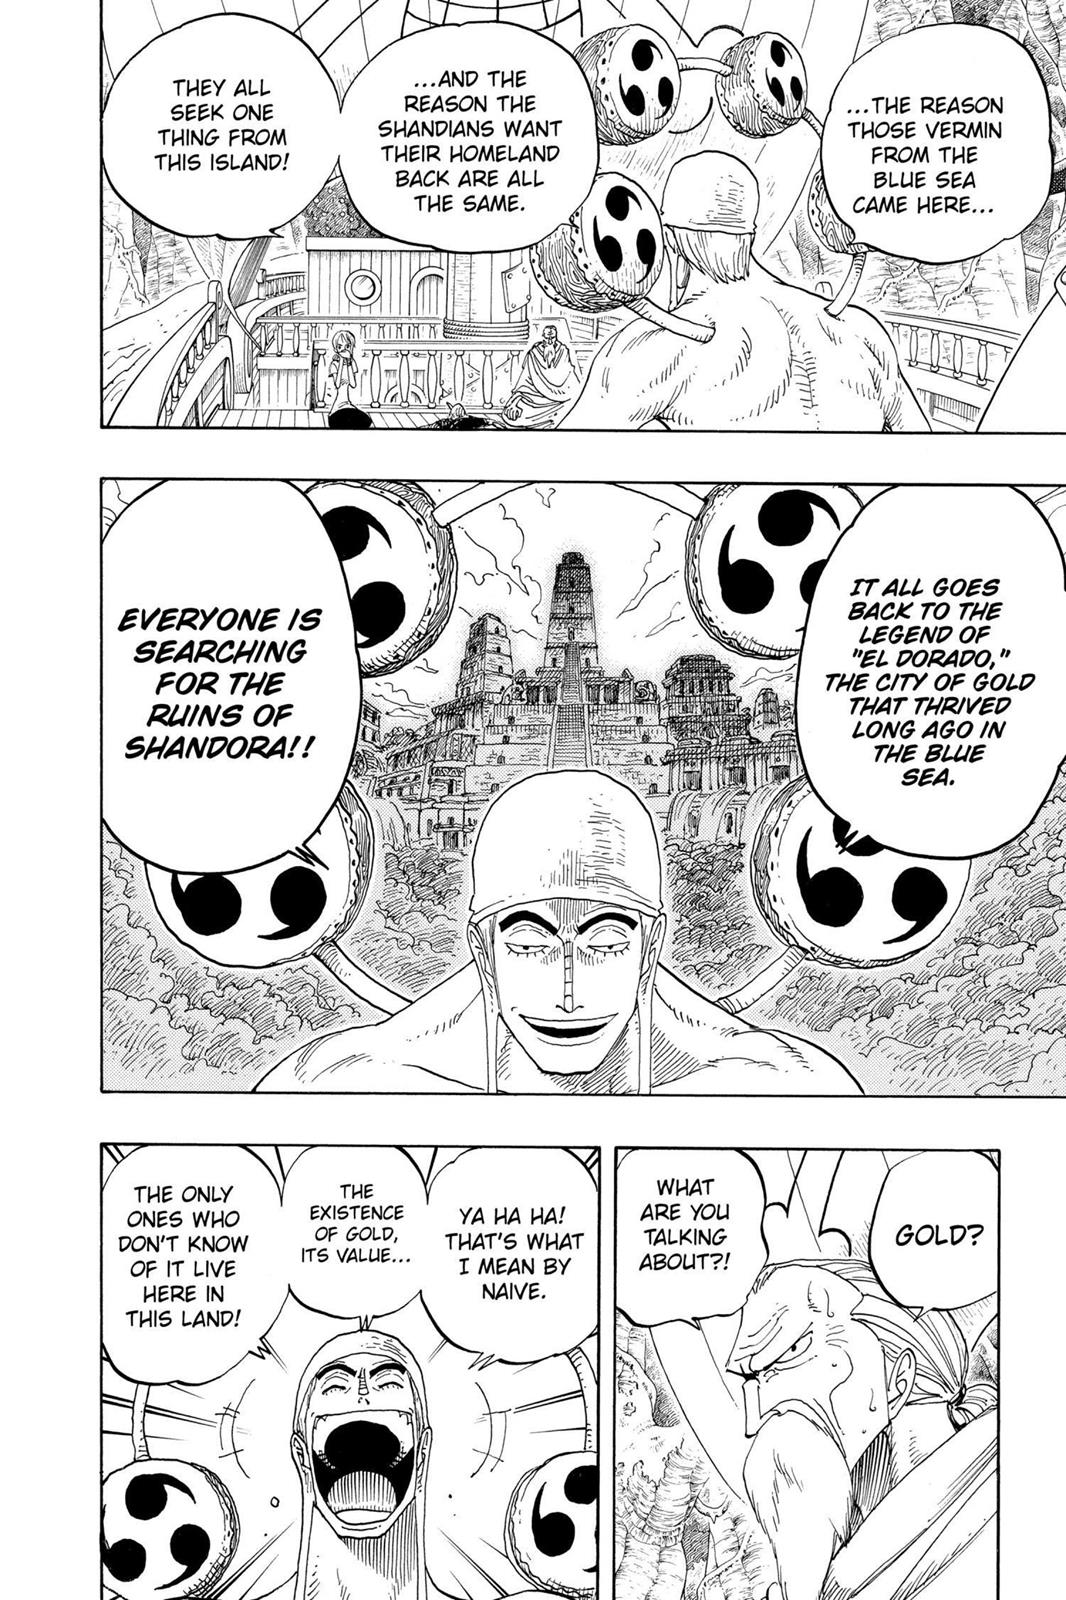 ...THE REASON
THOSE VERMIN
FROM THE
BLUE SEA
CAME HERE...
...AND THE
REASON THE
SHANDIANS WANT
THEIR HOMELAND
BACK ARE ALL
THE SAME.
THEY ALL
SEEK ONE
THING FROM
THIS ISLAND!
IT ALL GOES
BACK TO THE
LEGEND OF
"EL DORADO,"
THE CITY OF GOLD
THAT THRIVED
LONG AGO IN
THE BLUE
SEA.
EVERYONE IS
SEARCHING
FOR THE
RUINS OF
SHANDORA!!
GOLD?
WHAT
ARE YOU
TALKING
ABOUT?!
YA HA HA!
THAT'S WHAT
I MEAN BY
NAIVE.
THE
EXISTENCE
OF GOLD,
ITS VALUE...
THE ONLY
ONES WHO
DON'T KNOW
OF IT LIVE
HERE IN
THIS LAND!